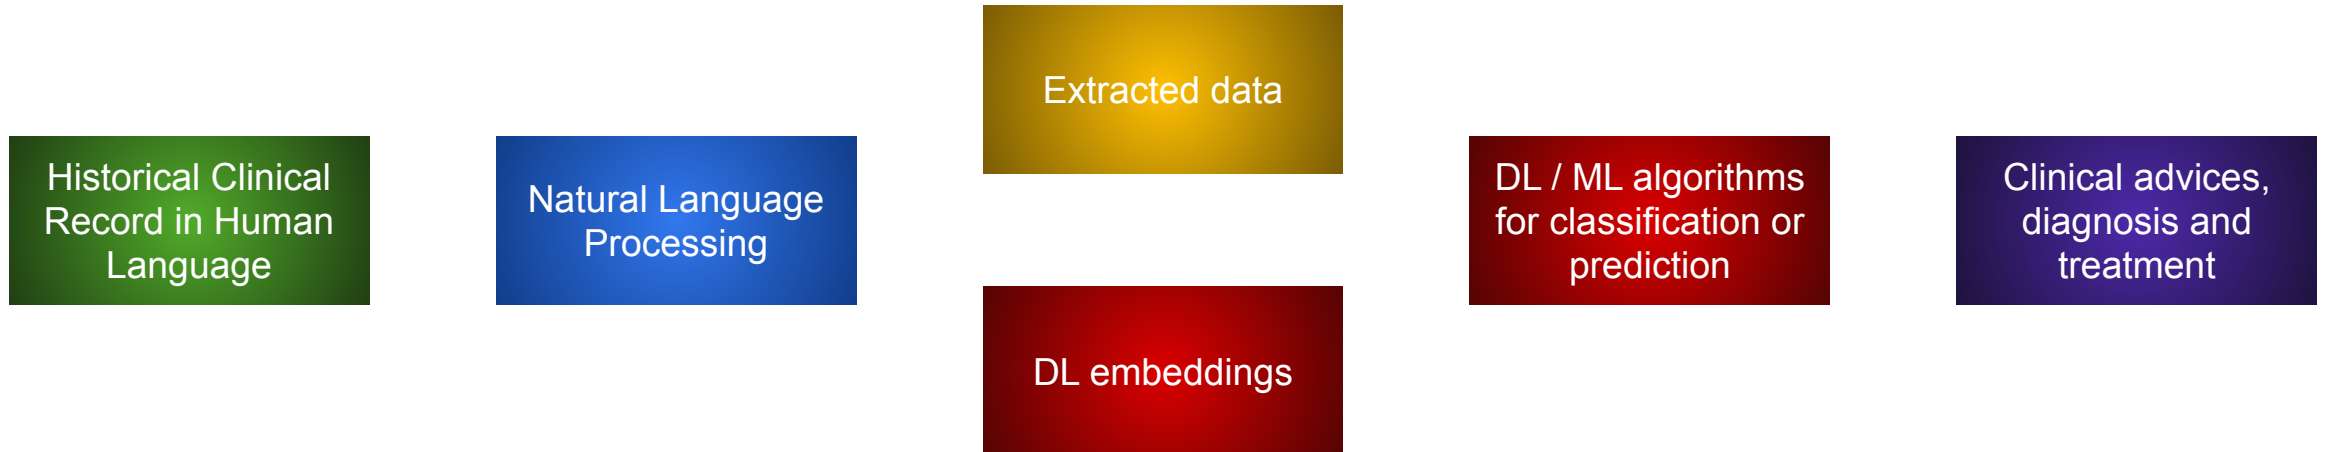 Historical Clinical
Record in Human
Language
Natural Language
Processing
Extracted data
DL embeddings
DL / ML algorithms
for classification or
prediction
Clinical advices,
diagnosis and
treatment